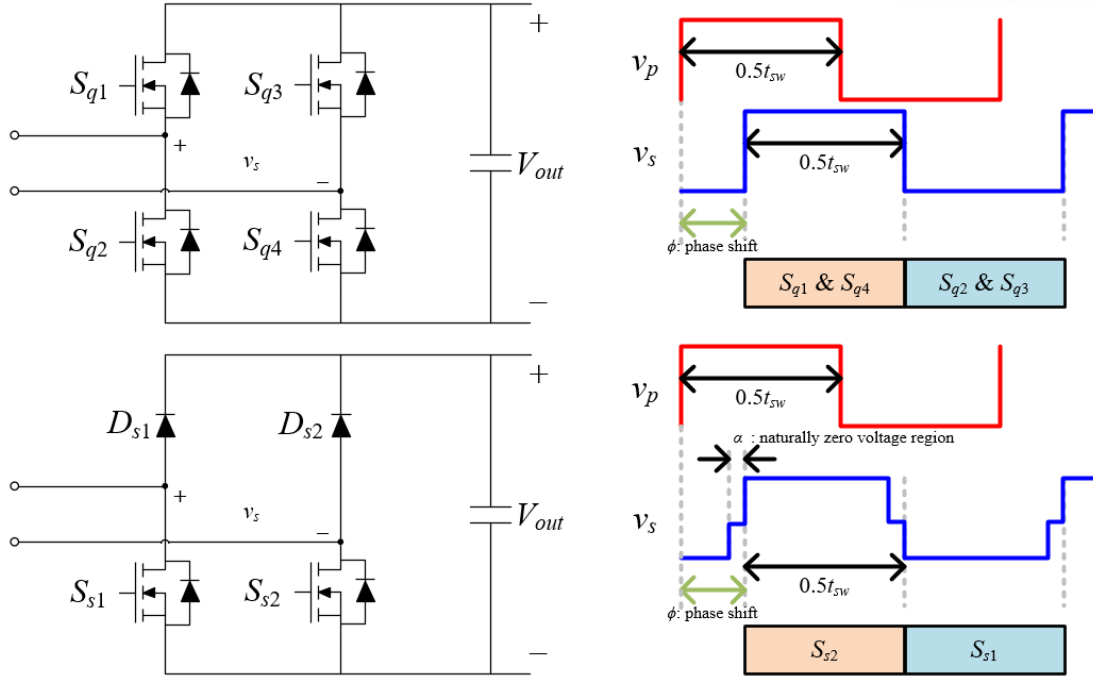 +
S_q1
S_q3
+
v_s
−
V_out
S_q2
S_q4
−
v_p
0.5t_sw
v_s
0.5t_sw
ϕ: phase shift
S_q1 & S_q4
S_q2 & S_q3
+
D_s1
D_s2
+
v_s
−
V_out
S_s1
S_s2
−
v_p
0.5t_sw
α : naturally zero voltage region
v_s
0.5t_sw
ϕ: phase shift
S_s2
S_s1